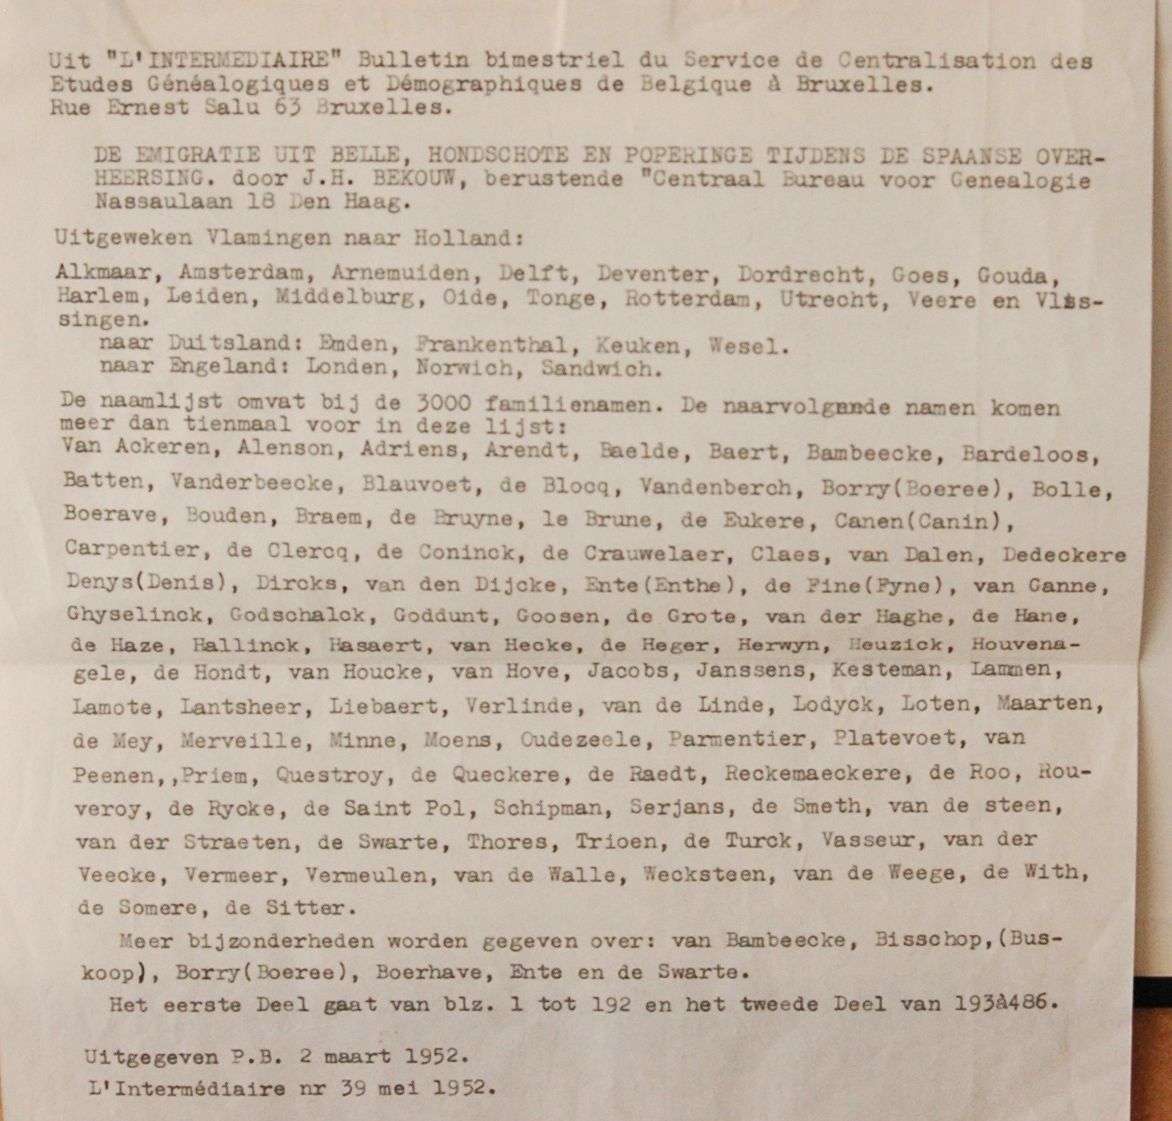 Uit "L'INTERMEDIAIRE" Bulletin bimestriel du Service de Centralisation des
Etudes Généalogiques et Démographiques de Belgique à Bruxelles.
Rue Ernest Salu 63 Bruxelles.
DE EMIGRATIE UIT BELLE, HONDSCHOTE EN POPERINGE TIJDENS DE SPAANSE OVER-
HEERSING. door J.H. BEKOUW, berustende "Centraal Bureau voor Genealogie
Nassaulaan 18 Den Haag.
Uitgeweken Vlamingen naar Holland:
Alkmaar, Amsterdam, Arnemuiden, Delft, Deventer, Dordrecht, Goes, Gouda,
Harlem, Leiden, Middelburg, Oide, Tonge, Rotterdam, Utrecht, Veere en Vlis-
singen.
naar Duitsland: Emden, Frankenthal, Keuken, Wesel.
naar Engeland: Londen, Norwich, Sandwich.
De naamlijst omvat bij de 3000 familienamen. De naarvolgende namen komen
meer dan tienmaal voor in deze lijst:
Van Ackeren, Alenson, Adriens, Arendt, Baelde, Baert, Bambeecke, Bardeloos,
Batten, Vanderbeecke, Blauvoet, de Blocq, Vandenberch, Borry(Boeree), Bolle,
Boerave, Bouden, Braem, de Bruyne, le Brune, de Eukere, Canen(Canin),
Carpentier, de Clercq, de Coninck, de Crauwelaer, Claes, van Dalen, Dedeckere
Denys(Denis), Dircks, van den Dijcke, Ente(Enthe), de Fine(Fyne), van Ganne,
Ghyselinck, Godschalck, Goddunt, Goosen, de Grote, van der Haghe, de Hane,
de Haze, Hallinck, Hasaert, van Hecke, de Heger, Herwyn, Heuzick, Houvena-
gele, de Hondt, van Houcke, van Hove, Jacobs, Janssens, Kesteman, Lammen,
Lamote, Lantsheer, Liebaert, Verlinde, van de Linde, Lodyck, Loten, Maarten,
de Mey, Merveille, Minne, Moens, Oudezeele, Parmentier, Platevoet, van
Peenen,,Priem, Questroy, de Queckere, de Raedt, Reckemaeckere, de Roo, Rou-
veroy, de Rycke, de Saint Pol, Schipman, Serjans, de Smeth, van de steen,
van der Straeten, de Swarte, Thores, Trioen, de Turck, Vasseur, van der
Veecke, Vermeer, Vermeulen, van de Walle, Wecksteen, van de Weege, de With,
de Somere, de Sitter.
Meer bijzonderheden worden gegeven over: van Bambeecke, Bisschop,(Bus-
koop), Borry(Boeree), Boerhave, Ente en de Swarte.
Het eerste Deel gaat van blz. 1 tot 192 en het tweede Deel van 193à486.
Uitgegeven P.B. 2 maart 1952.
L'Intermédiaire nr 39 mei 1952.